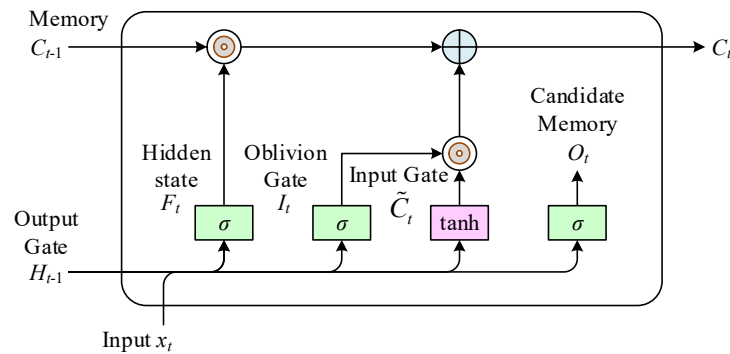 Memory
C_{t-1}
C_t
Candidate
Memory
O_t
Hidden
state
F_t
Oblivion
Gate
I_t
Input Gate
C̃_t
σ
σ
tanh
σ
Output
Gate
H_{t-1}
Input x_t